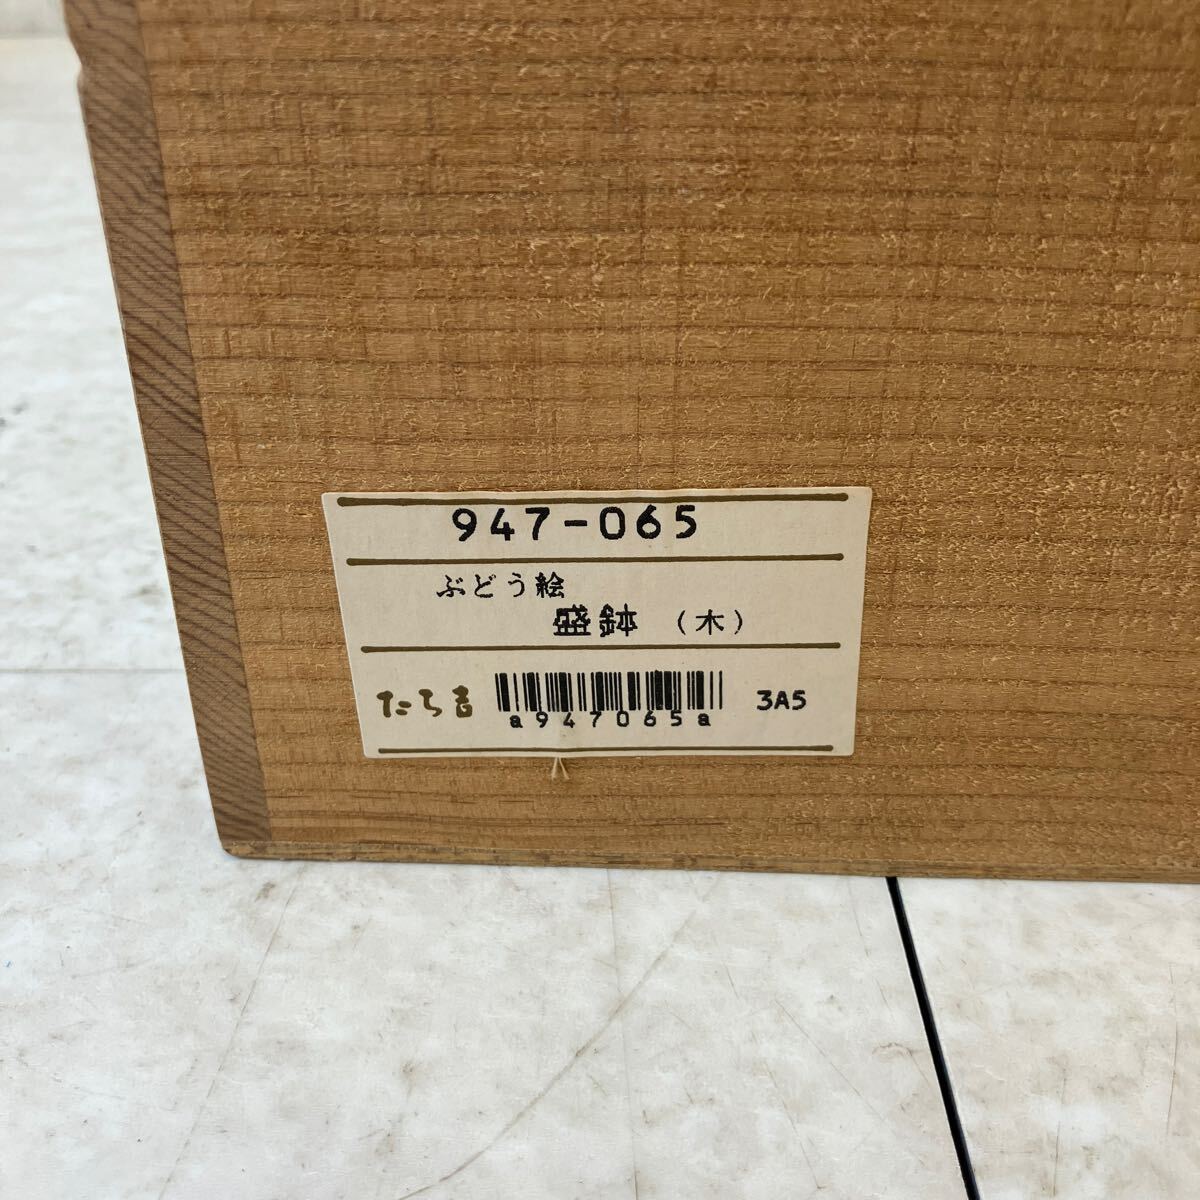 947-065
ぶどう絵
盛鉢 (木)
たち吉
a947065a
3A5